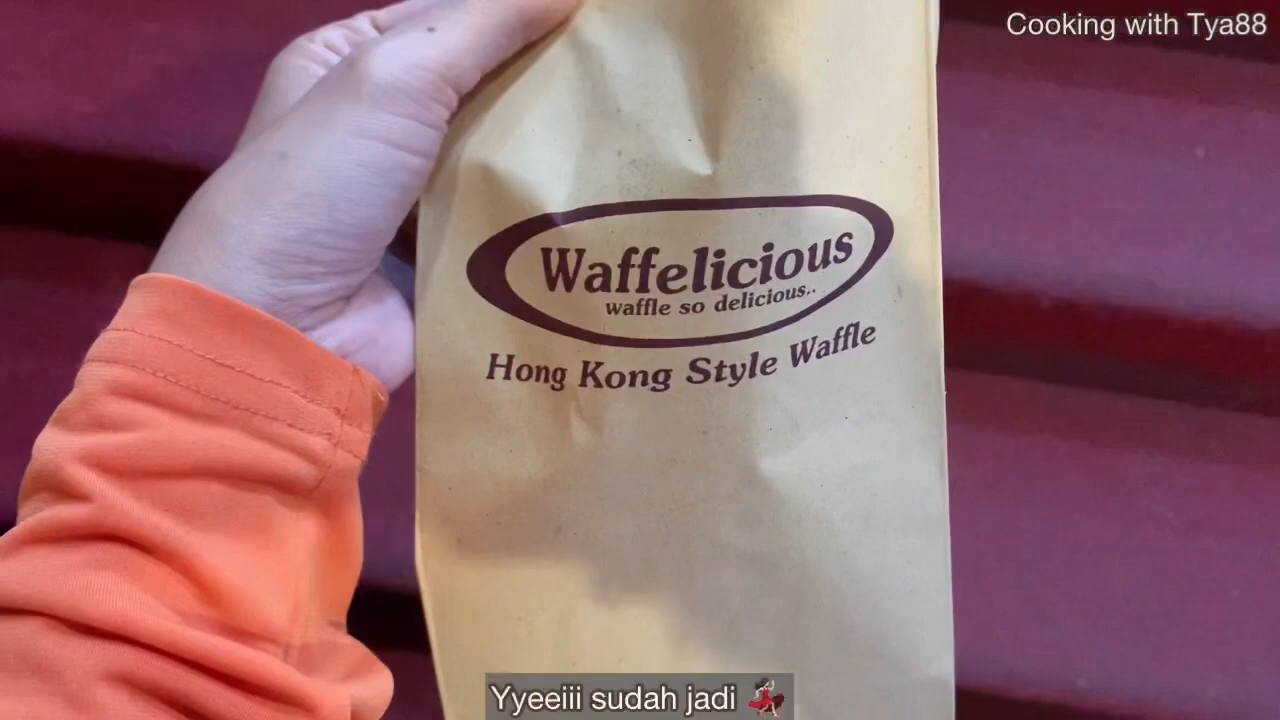 Cooking with Tya88
Waffelicious
waffle so delicious..
Hong Kong Style Waffle
Yyeeiii sudah jadi 💃